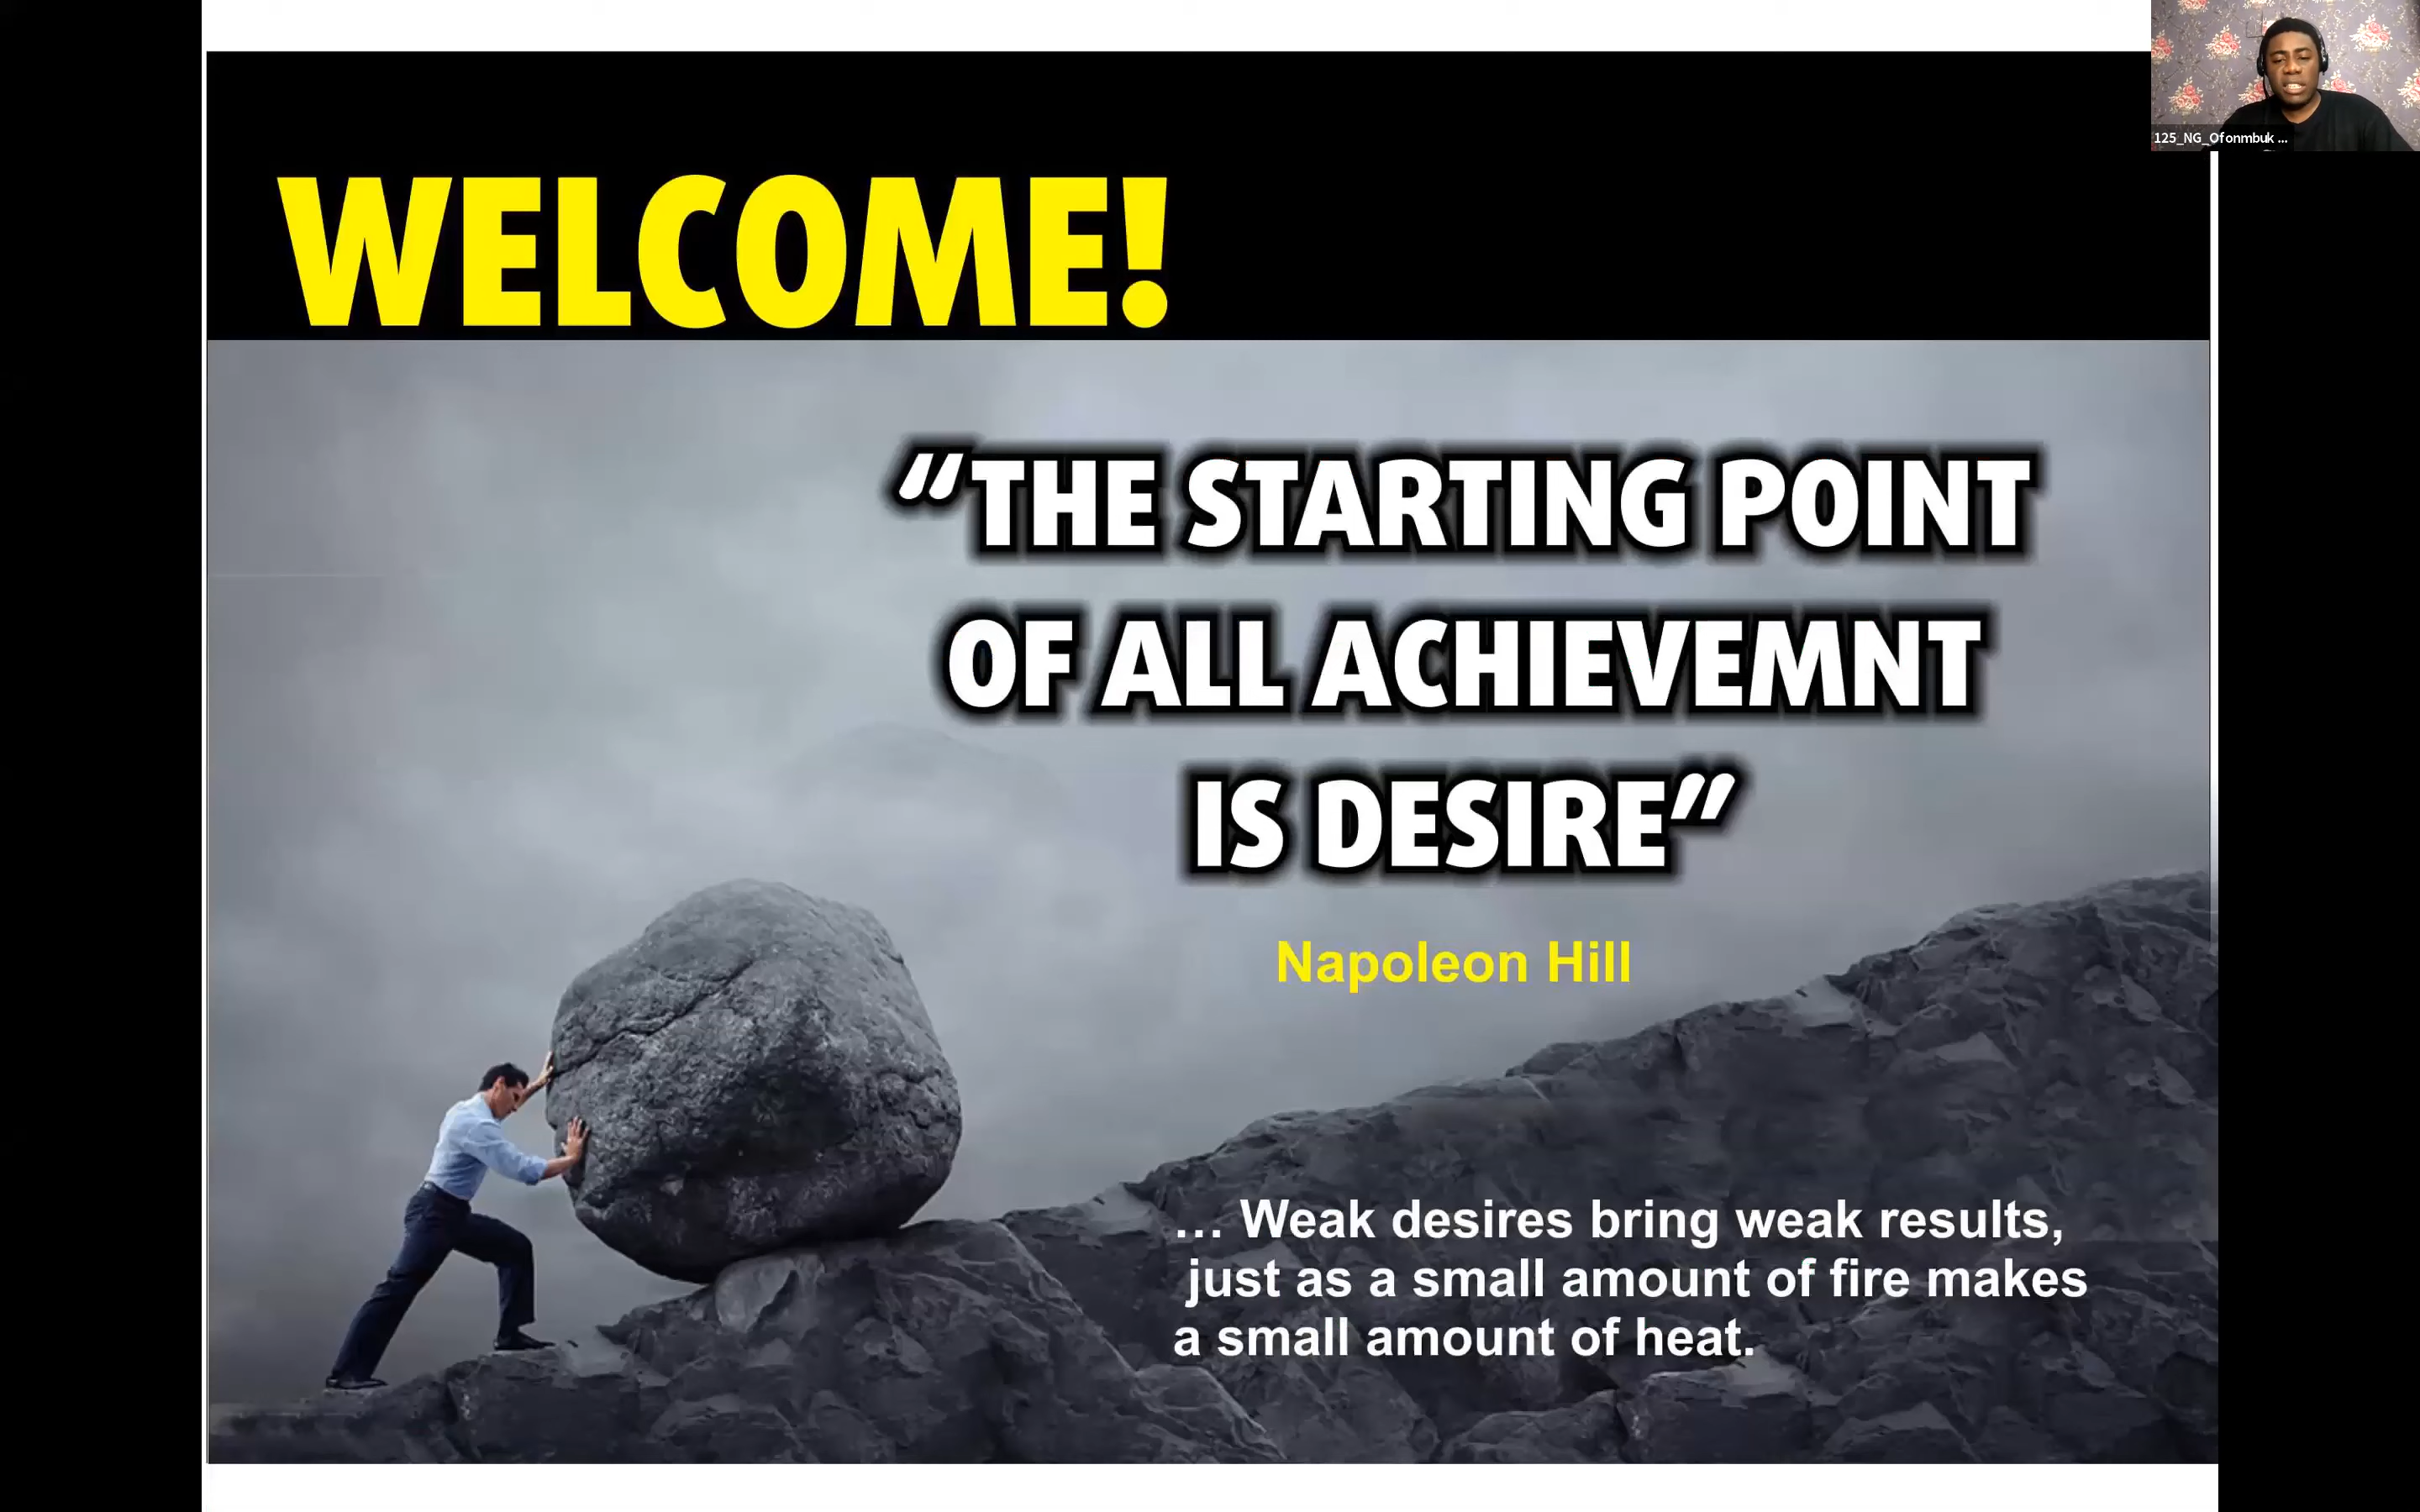 WELCOME!
“THE STARTING POINT
OF ALL ACHIEVEMNT
IS DESIRE”
Napoleon Hill
... Weak desires bring weak results,
just as a small amount of fire makes
a small amount of heat.
125_NG_Ofonmbuk ...